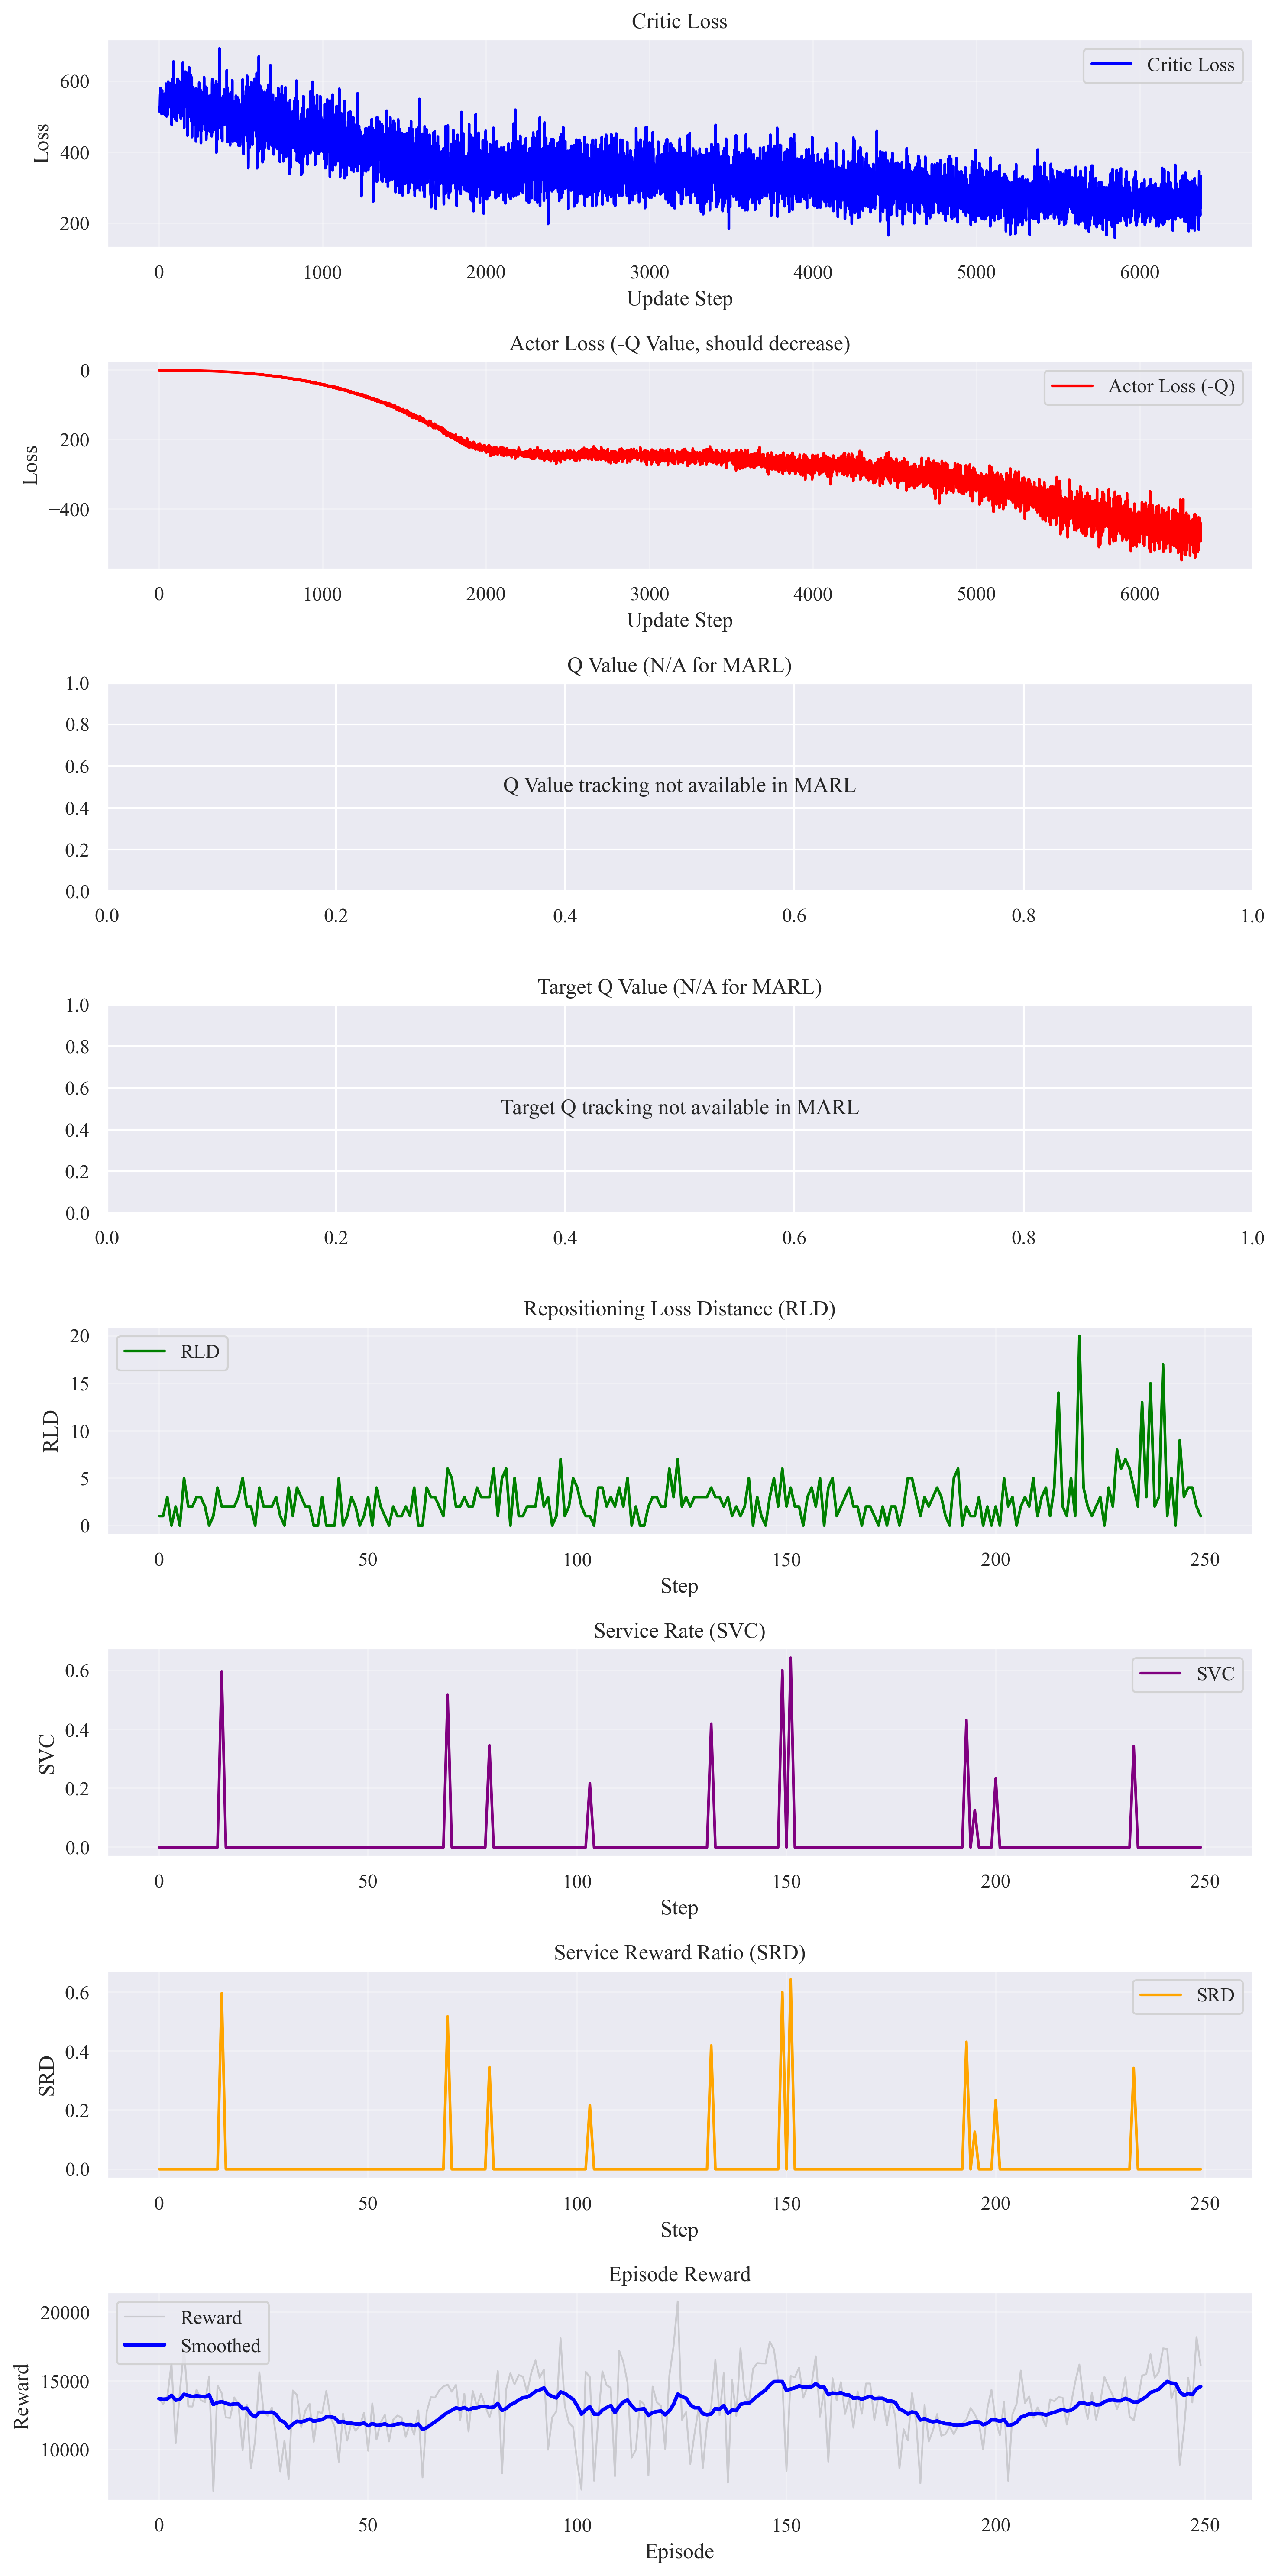 Critic Loss
Critic Loss
600
400
200
Loss
0 1000 2000 3000 4000 5000 6000
Update Step
Actor Loss (-Q Value, should decrease)
Actor Loss (-Q)
0
−200
−400
Loss
0 1000 2000 3000 4000 5000 6000
Update Step
Q Value (N/A for MARL)
1.0
0.8
0.6
Q Value tracking not available in MARL
0.4
0.2
0.0
0.0 0.2 0.4 0.6 0.8 1.0
Target Q Value (N/A for MARL)
1.0
0.8
0.6
Target Q tracking not available in MARL
0.4
0.2
0.0
0.0 0.2 0.4 0.6 0.8 1.0
Repositioning Loss Distance (RLD)
RLD
20
15
10
5
0
RLD
0 50 100 150 200 250
Step
Service Rate (SVC)
SVC
0.6
0.4
0.2
0.0
SVC
0 50 100 150 200 250
Step
Service Reward Ratio (SRD)
SRD
0.6
0.4
0.2
0.0
SRD
0 50 100 150 200 250
Step
Episode Reward
Reward
Smoothed
20000
15000
10000
Reward
0 50 100 150 200 250
Episode